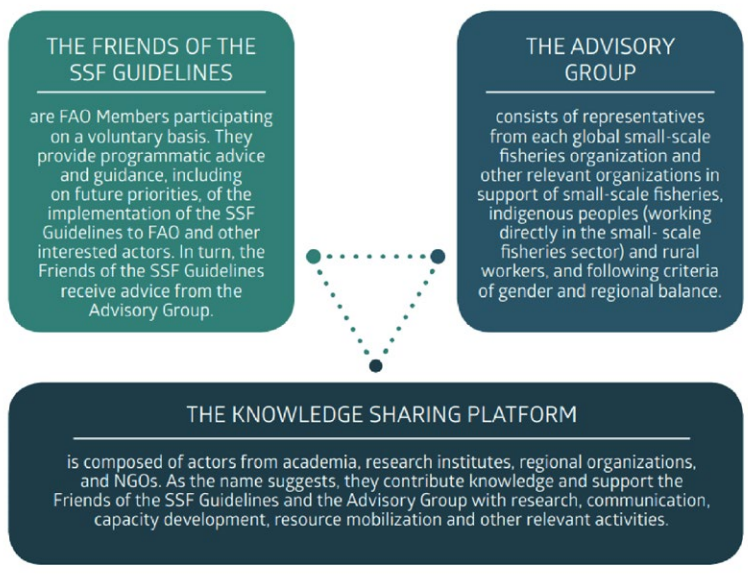 THE FRIENDS OF THE
SSF GUIDELINES
are FAO Members participating
on a voluntary basis. They
provide programmatic advice
and guidance, including
on future priorities, of the
implementation of the SSF
Guidelines to FAO and other
interested actors. In turn, the
Friends of the SSF Guidelines
receive advice from the
Advisory Group.
THE ADVISORY
GROUP
consists of representatives
from each global small-scale
fisheries organization and
other relevant organizations in
support of small-scale fisheries,
indigenous peoples (working
directly in the small- scale
fisheries sector) and rural
workers, and following criteria
of gender and regional balance.
THE KNOWLEDGE SHARING PLATFORM
is composed of actors from academia, research institutes, regional organizations,
and NGOs. As the name suggests, they contribute knowledge and support the
Friends of the SSF Guidelines and the Advisory Group with research, communication,
capacity development, resource mobilization and other relevant activities.